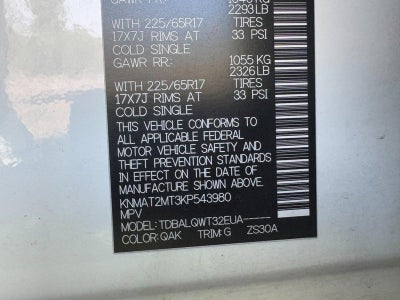 2293LB
WITH 225/65R17 TIRES
17X7J RIMS AT 33 PSI
COLD SINGLE
GAWR RR.: 1055 KG
2326LB
WITH 225/65R17 TIRES
17X7J RIMS AT 33 PSI
COLD SINGLE
THIS VEHICLE CONFORMS TO
ALL APPLICABLE FEDERAL
MOTOR VEHICLE SAFETY AND
THEFT PREVENTION STANDARDS
IN EFFECT ON THE DATE OF
MANUFACTURE SHOWN ABOVE.
KNMAT2MT3KP543980
MPV
MODEL: TDBALQWT32EUA-----
COLOR: QAK TRIM: G ZS30A